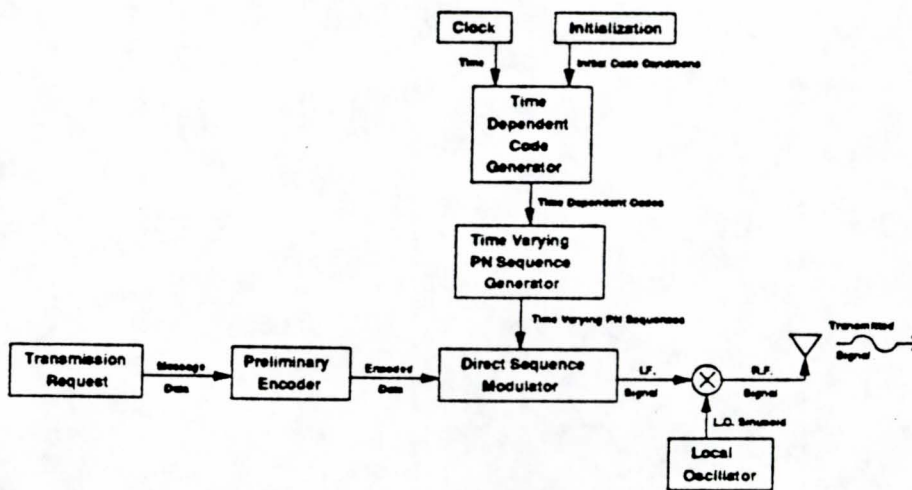 Clock
Initialization
Time
Initial Code Conditions
Time
Dependent
Code
Generator
Time Dependent Codes
Time Varying
PN Sequence
Generator
Time Varying PN Sequences
Transmitted
Signal
Transmission
Request
Message
Data
Preliminary
Encoder
Encoded
Data
Direct Sequence
Modulator
I.F.
Signal
R.F.
Signal
L.O. Sinusoid
Local
Oscillator